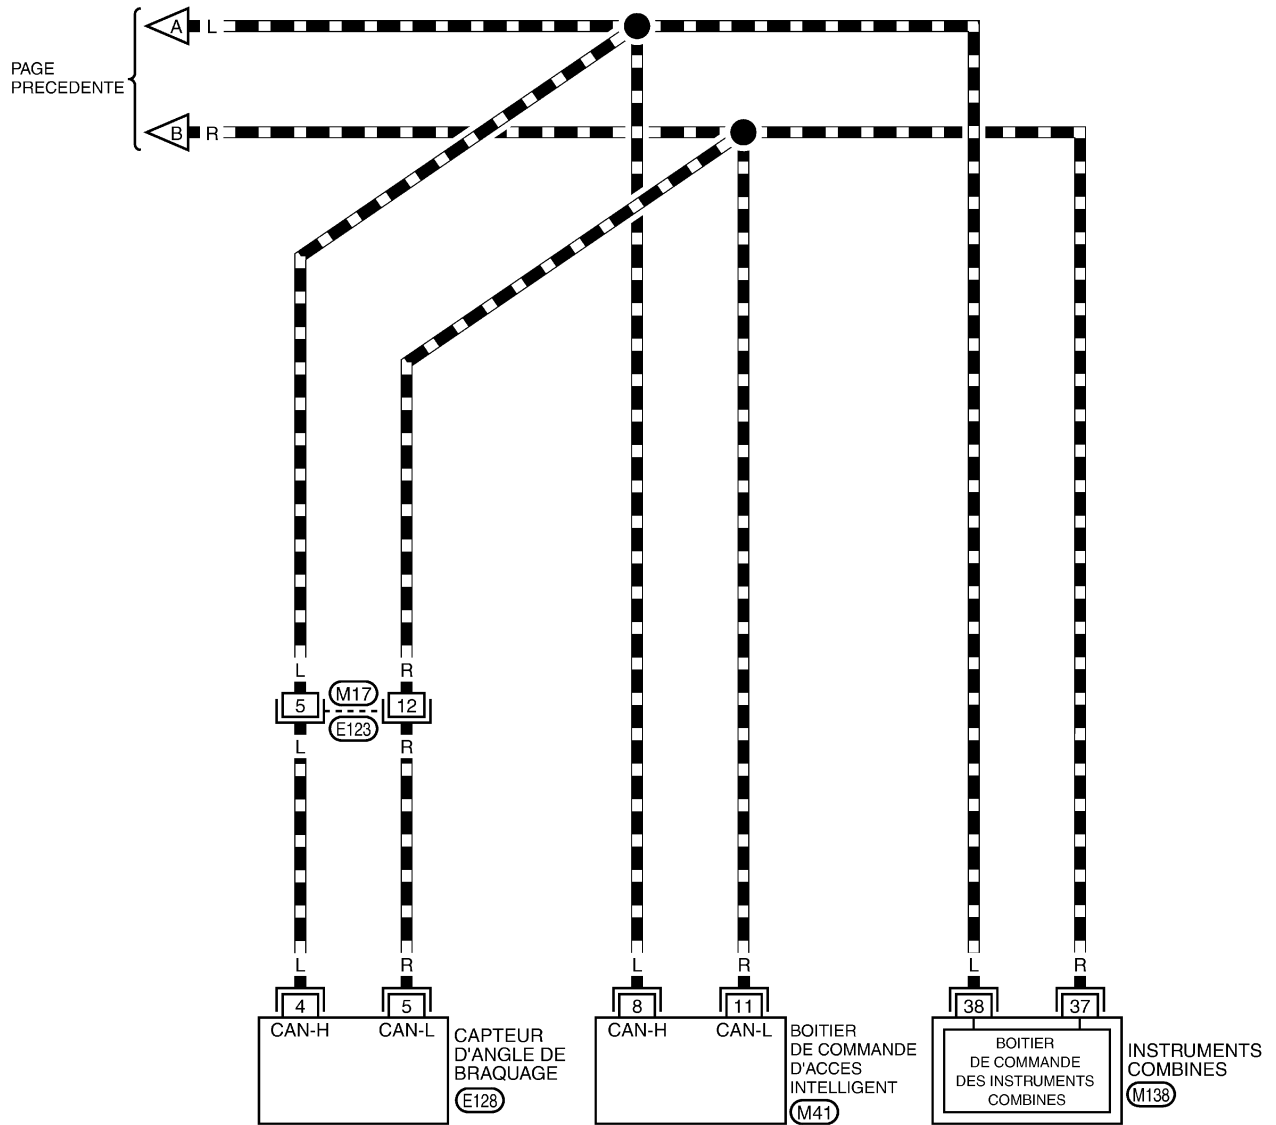 A L
PAGE
PRECEDENTE
B R
L R
5 M17 12
E123
L R
L R L R L R
4 5 8 11 38 37
CAN-H CAN-L CAN-H CAN-L
CAPTEUR
D'ANGLE DE
BRAQUAGE
E128
BOITIER
DE COMMANDE
D'ACCES
INTELLIGENT
M41
BOITIER
DE COMMANDE
DES INSTRUMENTS
COMBINES
INSTRUMENTS
COMBINES
M138